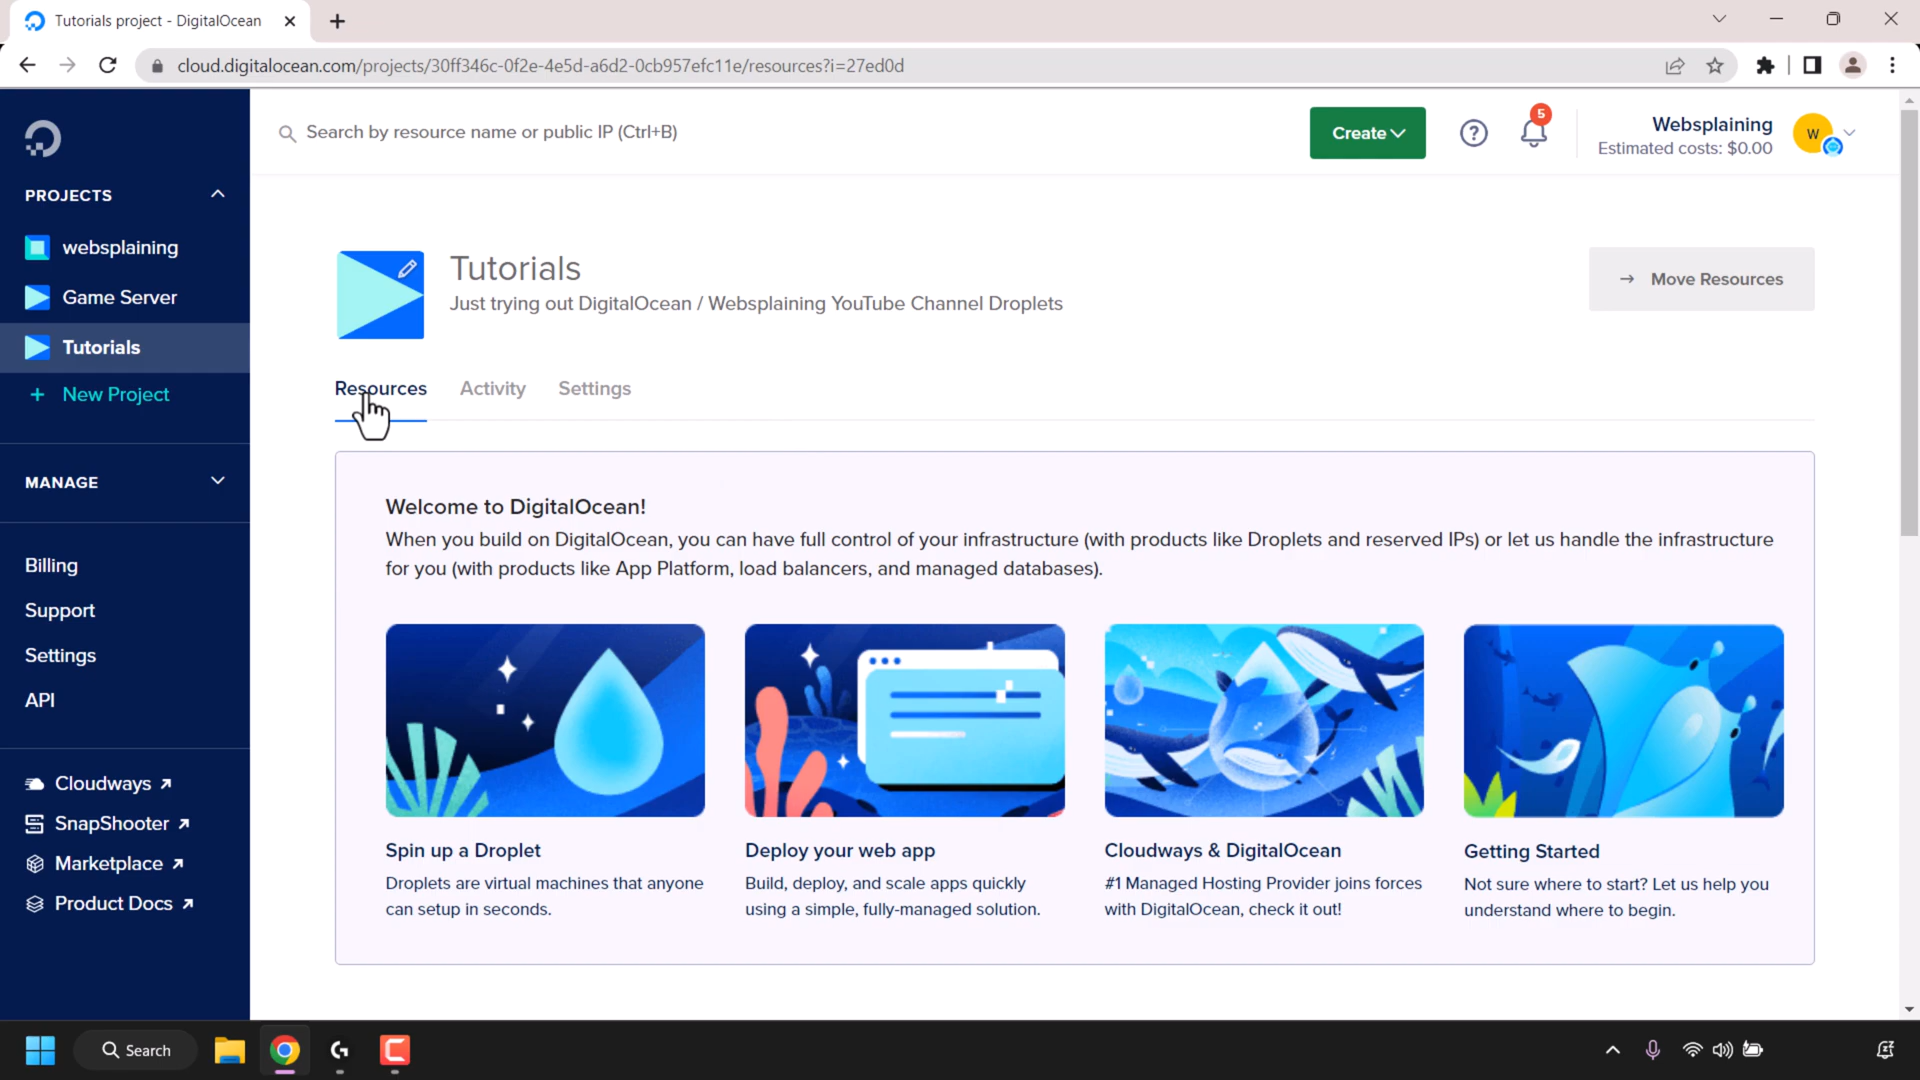 Tutorials project - DigitalOcean
cloud.digitalocean.com/projects/30ff346c-0f2e-4e5d-a6d2-0cb957efc11e/resources?i=27ed0d
Search by resource name or public IP (Ctrl+B)
Create
5
Websplaining
Estimated costs: $0.00
W
PROJECTS
websplaining
Game Server
Tutorials
New Project
MANAGE
Billing
Support
Settings
API
Cloudways
SnapShooter
Marketplace
Product Docs
Tutorials
Just trying out DigitalOcean / Websplaining YouTube Channel Droplets
Move Resources
Resources
Activity
Settings
Welcome to DigitalOcean!
When you build on DigitalOcean, you can have full control of your infrastructure (with products like Droplets and reserved IPs) or let us handle the infrastructure
for you (with products like App Platform, load balancers, and managed databases).
Spin up a Droplet
Droplets are virtual machines that anyone
can setup in seconds.
Deploy your web app
Build, deploy, and scale apps quickly
using a simple, fully-managed solution.
Cloudways & DigitalOcean
#1 Managed Hosting Provider joins forces
with DigitalOcean, check it out!
Getting Started
Not sure where to start? Let us help you
understand where to begin.
Search